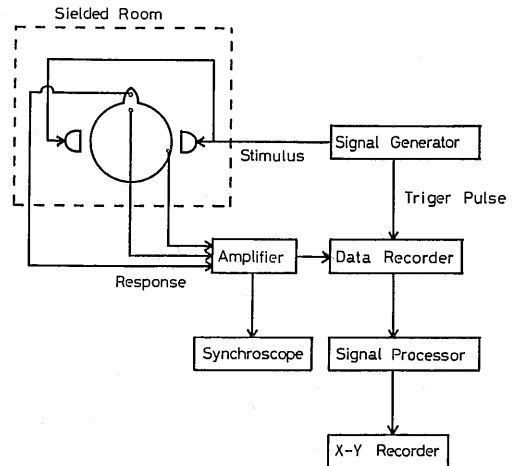 Sielded Room
Signal Generator
Stimulus
Triger Pulse
Amplifier
Data Recorder
Response
Synchroscope
Signal Processor
X-Y Recorder